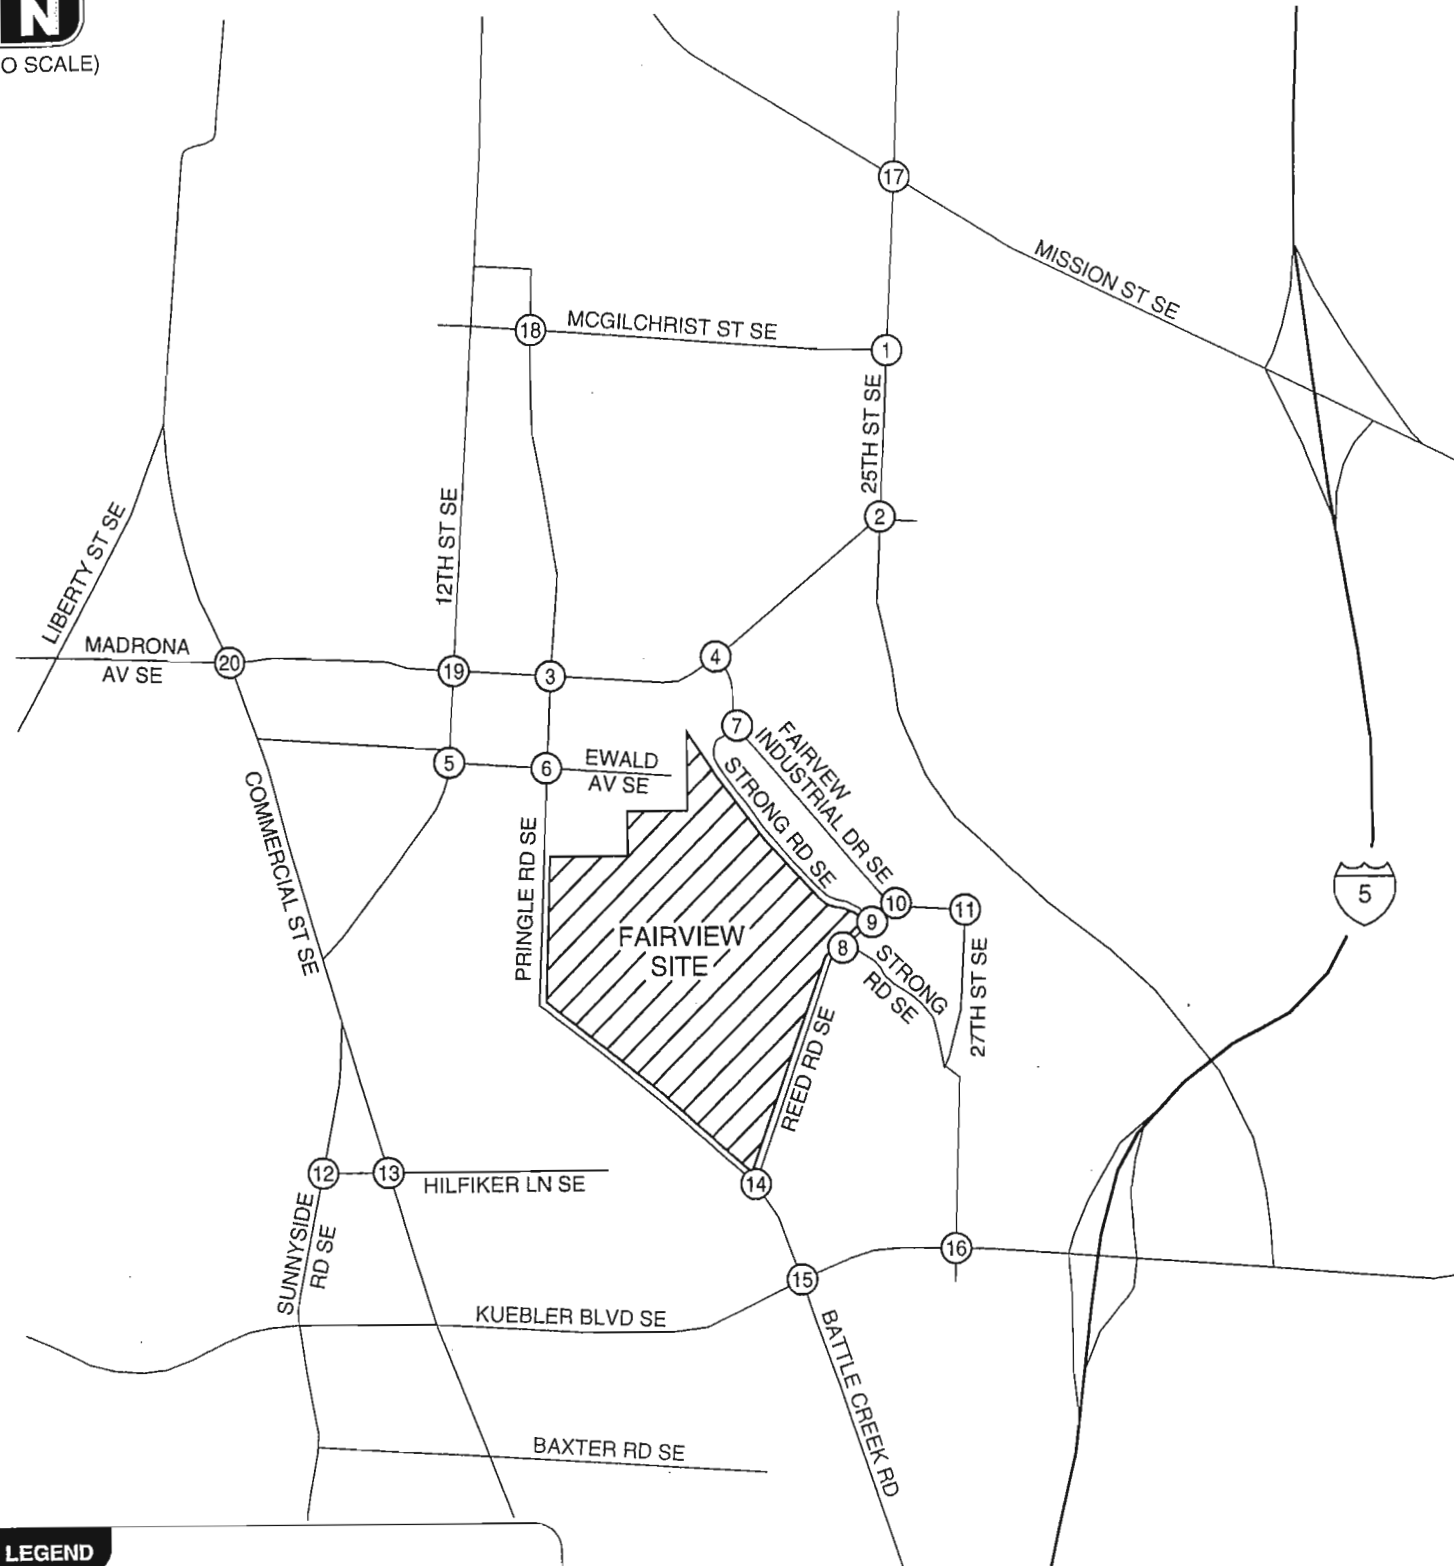 N
O SCALE)
17
MISSION ST SE
18
MCGILCHRIST ST SE
1
25TH ST SE
12TH ST SE
2
LIBERTY ST SE
MADRONA
AV SE
20
19
3
4
7
5
6
EWALD
AV SE
FAIRVEW
INDUSTRIAL DR SE
STRONG RD SE
COMMERCIAL ST SE
PRINGLE RD SE
5
10
11
9
8
FAIRVIEW
SITE
STRONG
RD SE
27TH ST SE
REED RD SE
12
13
HILFIKER LN SE
14
SUNNYSIDE
RD SE
16
15
KUEBLER BLVD SE
BATTLE CREEK RD
BAXTER RD SE
LEGEND